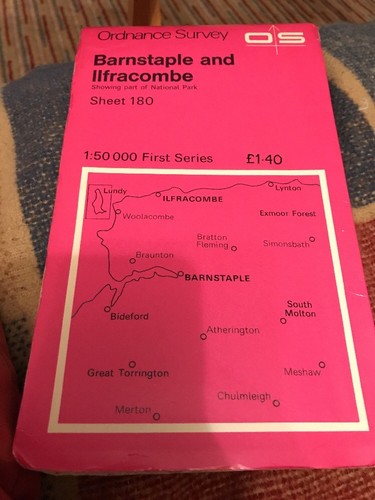 Ordnance Survey OS
Barnstaple and
Ilfracombe
Showing part of National Park
Sheet 180
1:50 000 First Series £1·40
Lundy
Lynton
ILFRACOMBE
Woolacombe
Exmoor Forest
Bratton
Fleming
Simonsbath
Braunton
BARNSTAPLE
South
Molton
Bideford
Atherington
Great Torrington
Meshaw
Chulmleigh
Merton